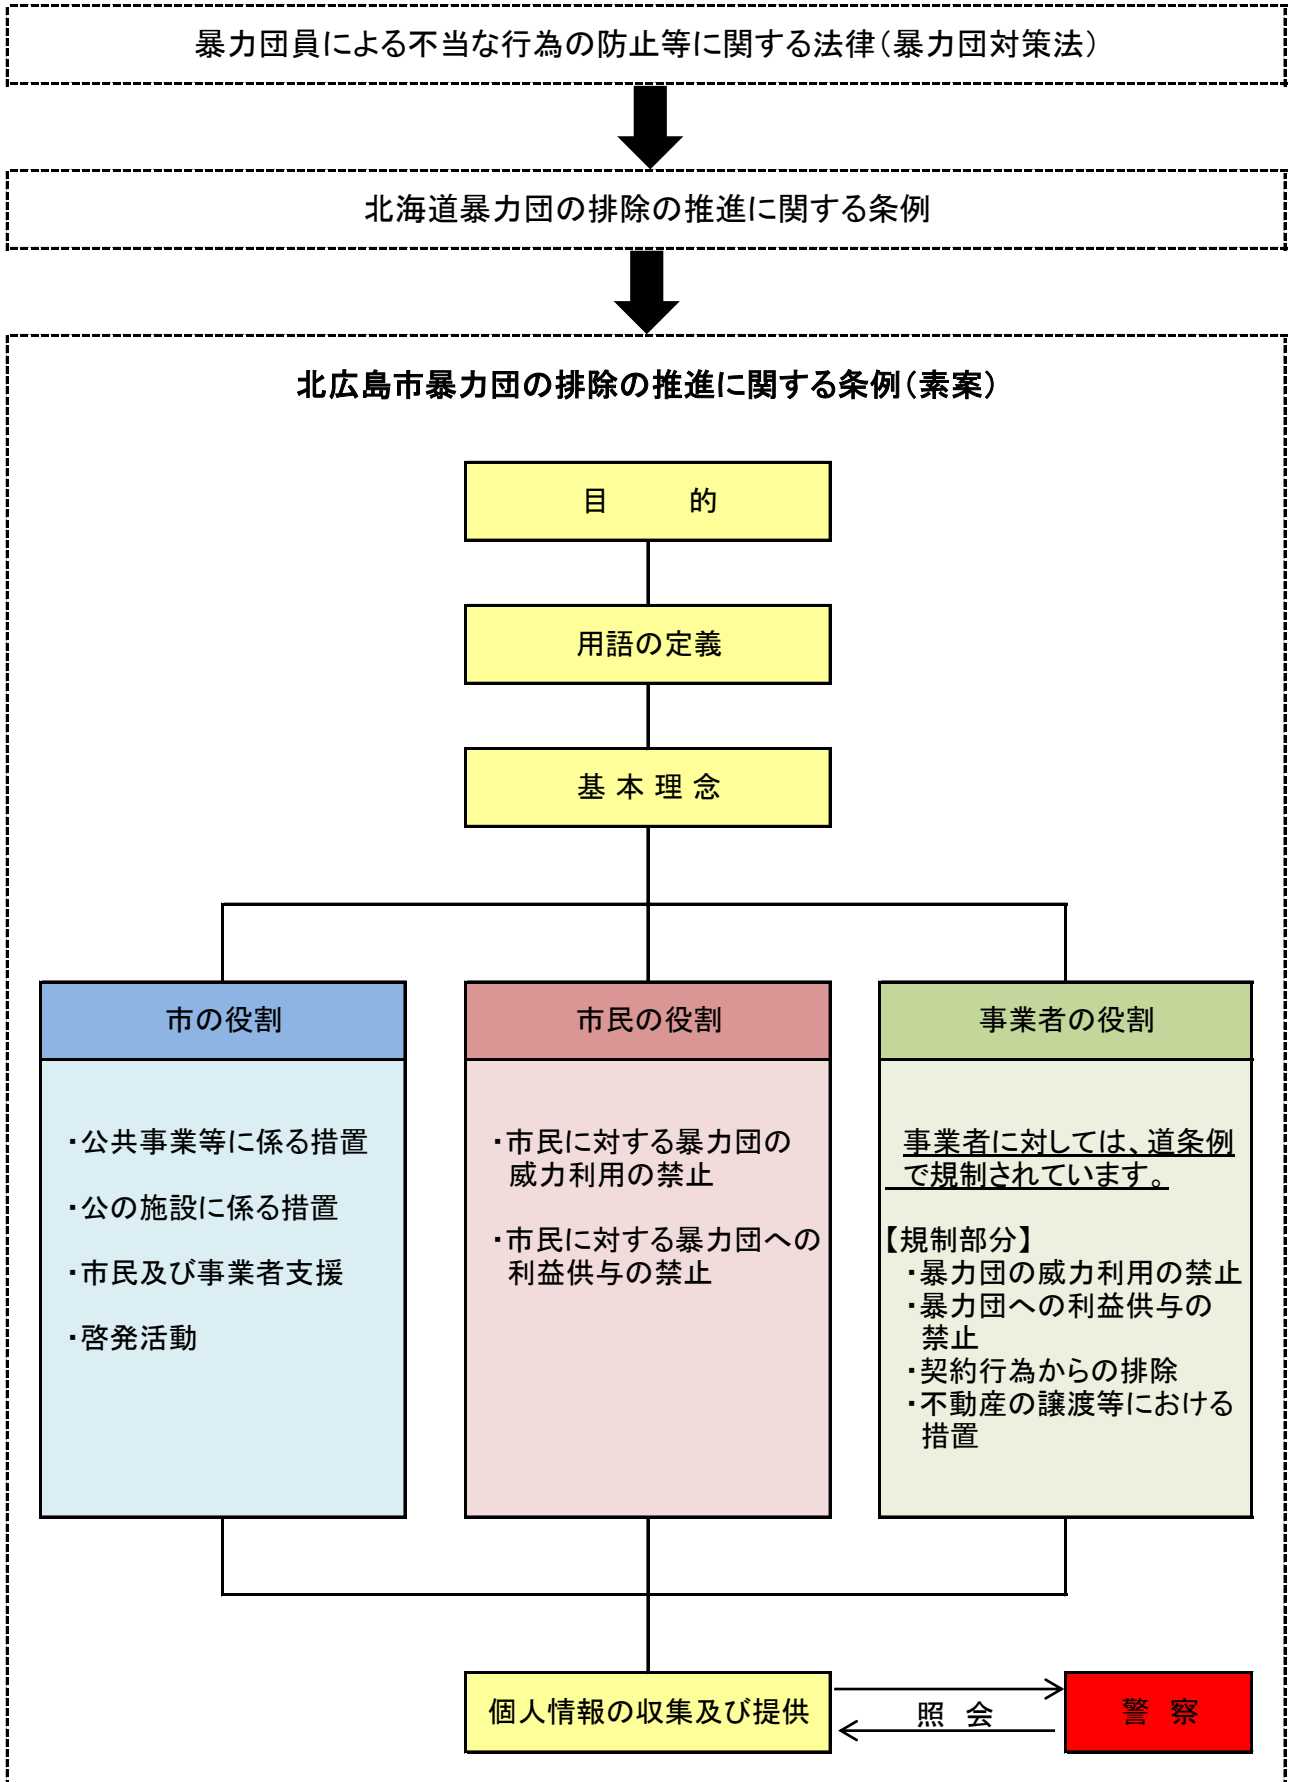 暴力団員による不当な行為の防止等に関する法律（暴力団対策法）
北海道暴力団の排除の推進に関する条例
北広島市暴力団の排除の推進に関する条例（素案）
目　　的
用語の定義
基 本 理 念
市の役割
・公共事業等に係る措置
・公の施設に係る措置
・市民及び事業者支援
・啓発活動
市民の役割
・市民に対する暴力団の
威力利用の禁止
・市民に対する暴力団への
利益供与の禁止
事業者の役割
事業者に対しては、道条例
で規制されています。
【規制部分】
・暴力団の威力利用の禁止
・暴力団への利益供与の
禁止
・契約行為からの排除
・不動産の譲渡等における
措置
個人情報の収集及び提供
照　会
警　察